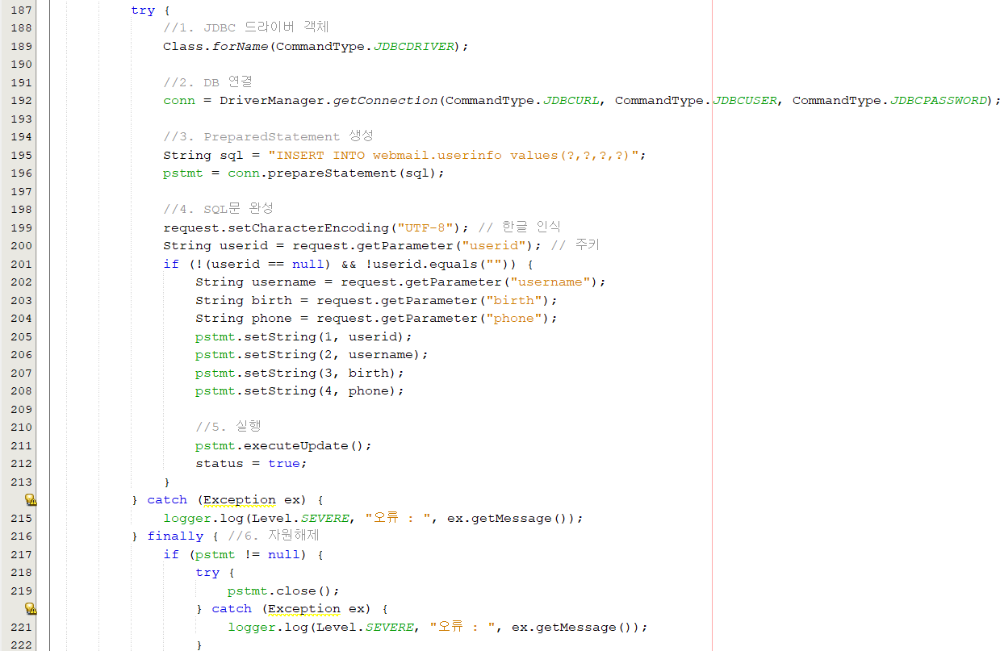 187 try {
188 //1. JDBC 드라이버 객체
189 Class.forName(CommandType.JDBCDRIVER);
190
191 //2. DB 연결
192 conn = DriverManager.getConnection(CommandType.JDBCURL, CommandType.JDBCUSER, CommandType.JDBCPASSWORD);
193
194 //3. PreparedStatement 생성
195 String sql = "INSERT INTO webmail.userinfo values(?,?,?,?)";
196 pstmt = conn.prepareStatement(sql);
197
198 //4. SQL문 완성
199 request.setCharacterEncoding("UTF-8"); // 한글 인식
200 String userid = request.getParameter("userid"); // 주키
201 if (!(userid == null) && !userid.equals("")) {
202 String username = request.getParameter("username");
203 String birth = request.getParameter("birth");
204 String phone = request.getParameter("phone");
205 pstmt.setString(1, userid);
206 pstmt.setString(2, username);
207 pstmt.setString(3, birth);
208 pstmt.setString(4, phone);
209
210 //5. 실행
211 pstmt.executeUpdate();
212 status = true;
213 }
} catch (Exception ex) {
215 logger.log(Level.SEVERE, "오류 : ", ex.getMessage());
216 } finally { //6. 자원해제
217 if (pstmt != null) {
218 try {
219 pstmt.close();
} catch (Exception ex) {
221 logger.log(Level.SEVERE, "오류 : ", ex.getMessage());
222 }